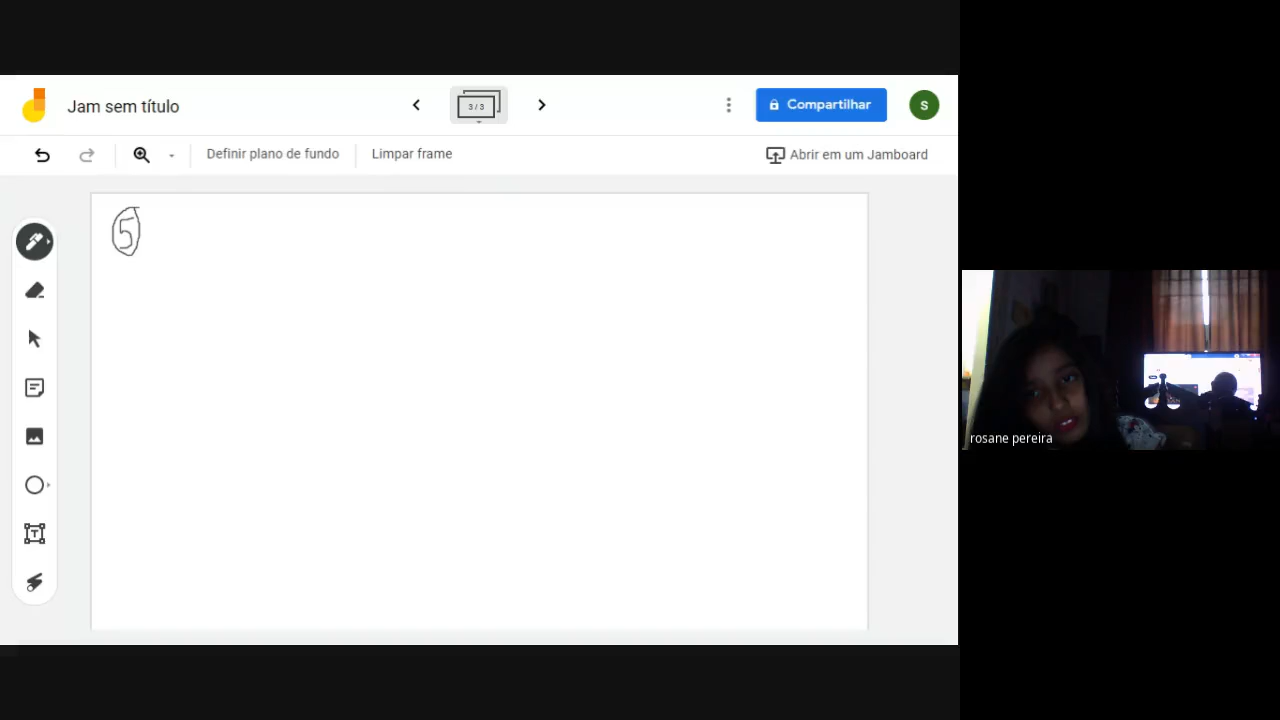 Jam sem título
3 / 3
Compartilhar
S
Definir plano de fundo
Limpar frame
Abrir em um Jamboard
5
T
rosane pereira